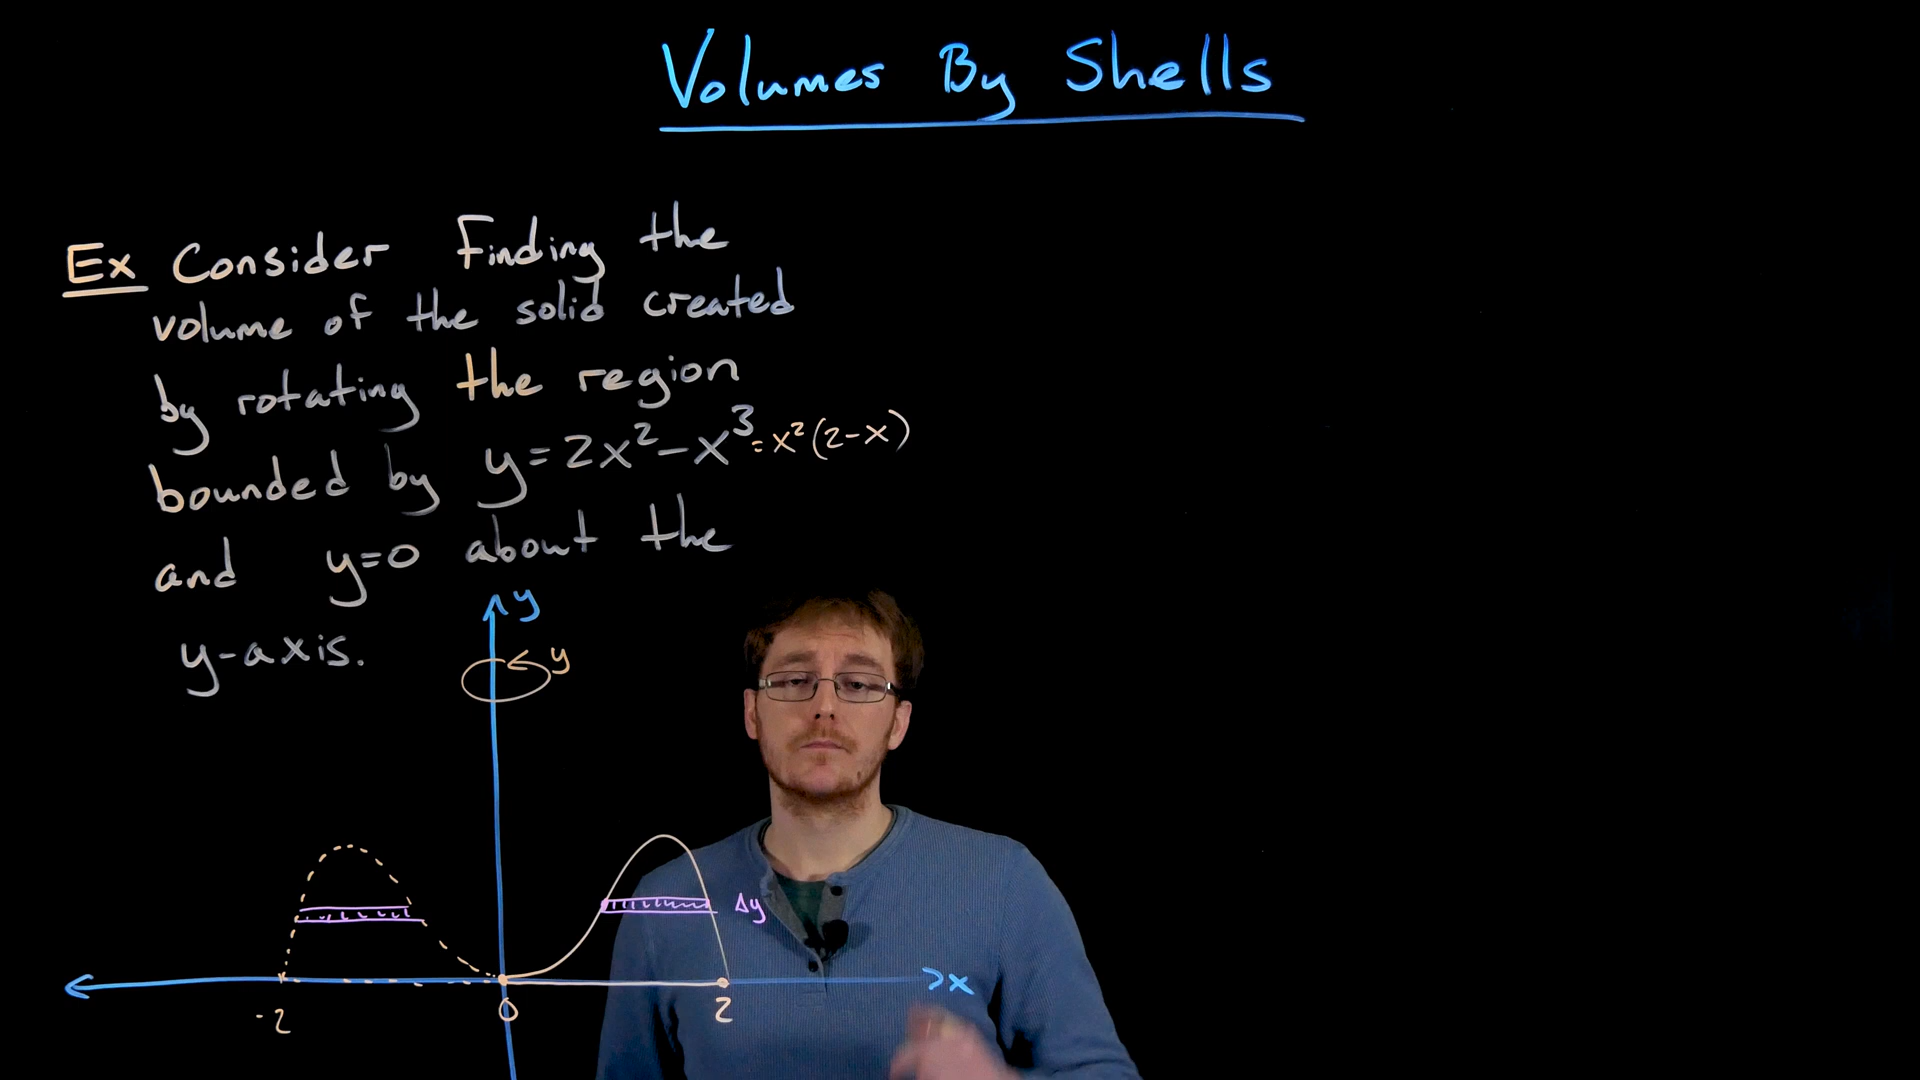 Volumes By Shells
Ex Consider Finding the
volume of the solid created
by rotating the region
bounded by y=2x²-x³=x²(2-x)
and y=0 about the
y-axis.
y
y
Δy
x
-2
0
2